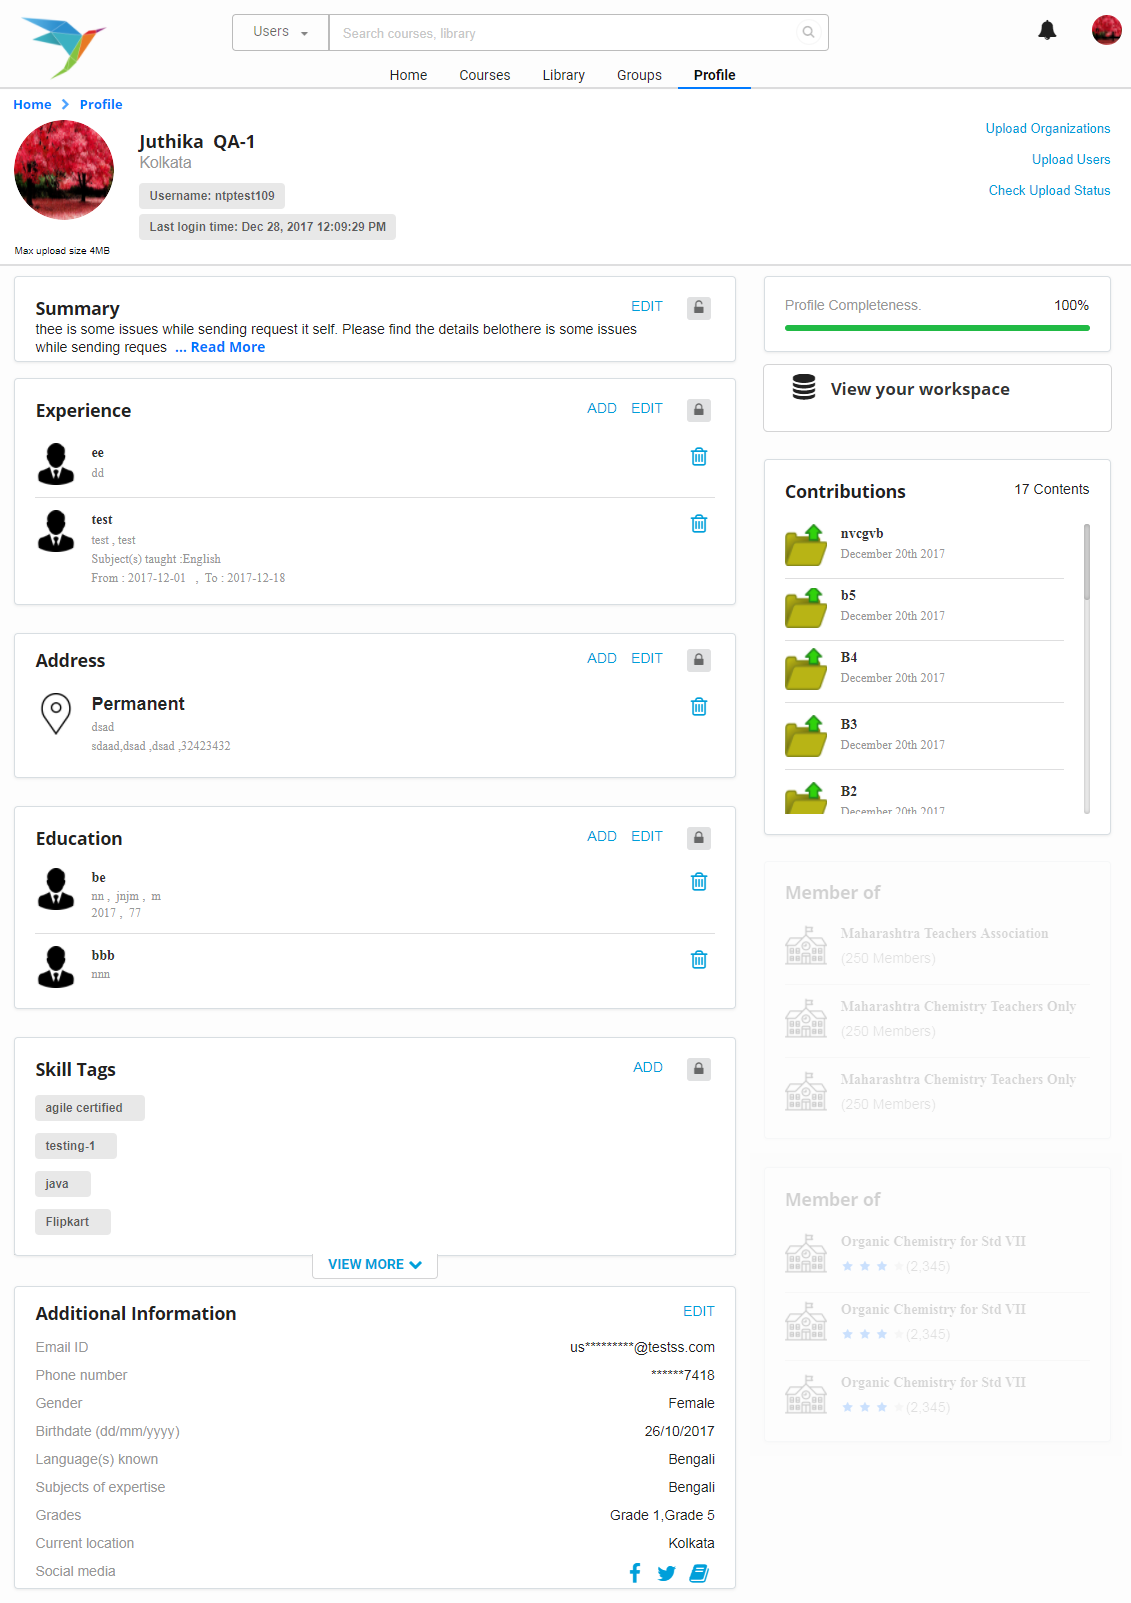 Users
Search courses, library
Home Courses Library Groups Profile
Home Profile
Juthika QA-1
Kolkata
Username: ntptest109
Last login time: Dec 28, 2017 12:09:29 PM
Max upload size 4MB
Upload Organizations
Upload Users
Check Upload Status
Summary
EDIT
thee is some issues while sending request it self. Please find the details belothere is some issues
while sending reques ... Read More
Experience
ADD EDIT
ee
dd
test
test , test
Subject(s) taught :English
From : 2017-12-01 , To : 2017-12-18
Address
ADD EDIT
Permanent
dsad
sdaad,dsad ,dsad ,32423432
Education
ADD EDIT
be
nn , jnjm , m
2017 , 77
bbb
nnn
Skill Tags
ADD
agile certified
testing-1
java
Flipkart
VIEW MORE
Additional Information
EDIT
Email ID us*********@testss.com
Phone number ******7418
Gender Female
Birthdate (dd/mm/yyyy) 26/10/2017
Language(s) known Bengali
Subjects of expertise Bengali
Grades Grade 1,Grade 5
Current location Kolkata
Social media
Profile Completeness. 100%
View your workspace
Contributions 17 Contents
nvcgvb
December 20th 2017
b5
December 20th 2017
B4
December 20th 2017
B3
December 20th 2017
B2
December 20th 2017
Member of
Maharashtra Teachers Association
(250 Members)
Maharashtra Chemistry Teachers Only
(250 Members)
Maharashtra Chemistry Teachers Only
(250 Members)
Member of
Organic Chemistry for Std VII
(2,345)
Organic Chemistry for Std VII
(2,345)
Organic Chemistry for Std VII
(2,345)